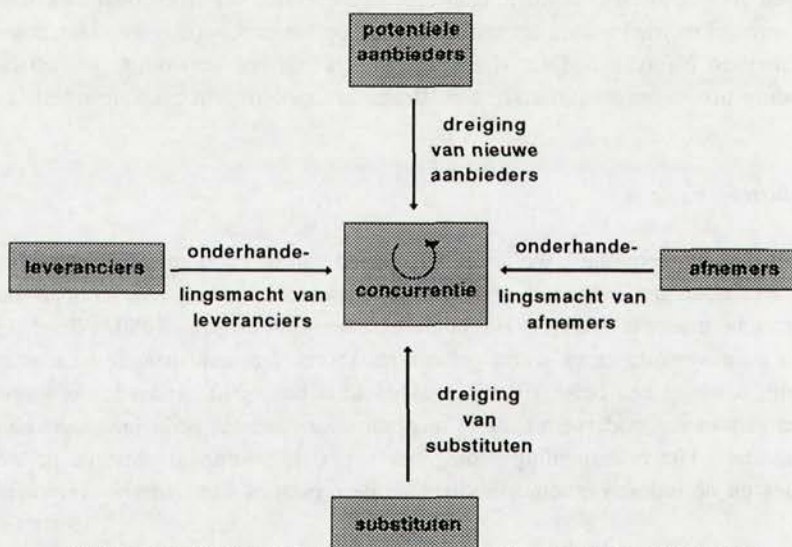 potentiele
aanbieders
dreiging
van nieuwe
aanbieders
leveranciers
onderhande-
lingsmacht van
leveranciers
concurrentie
onderhande-
lingsmacht van
afnemers
afnemers
dreiging
van
substituten
substituten